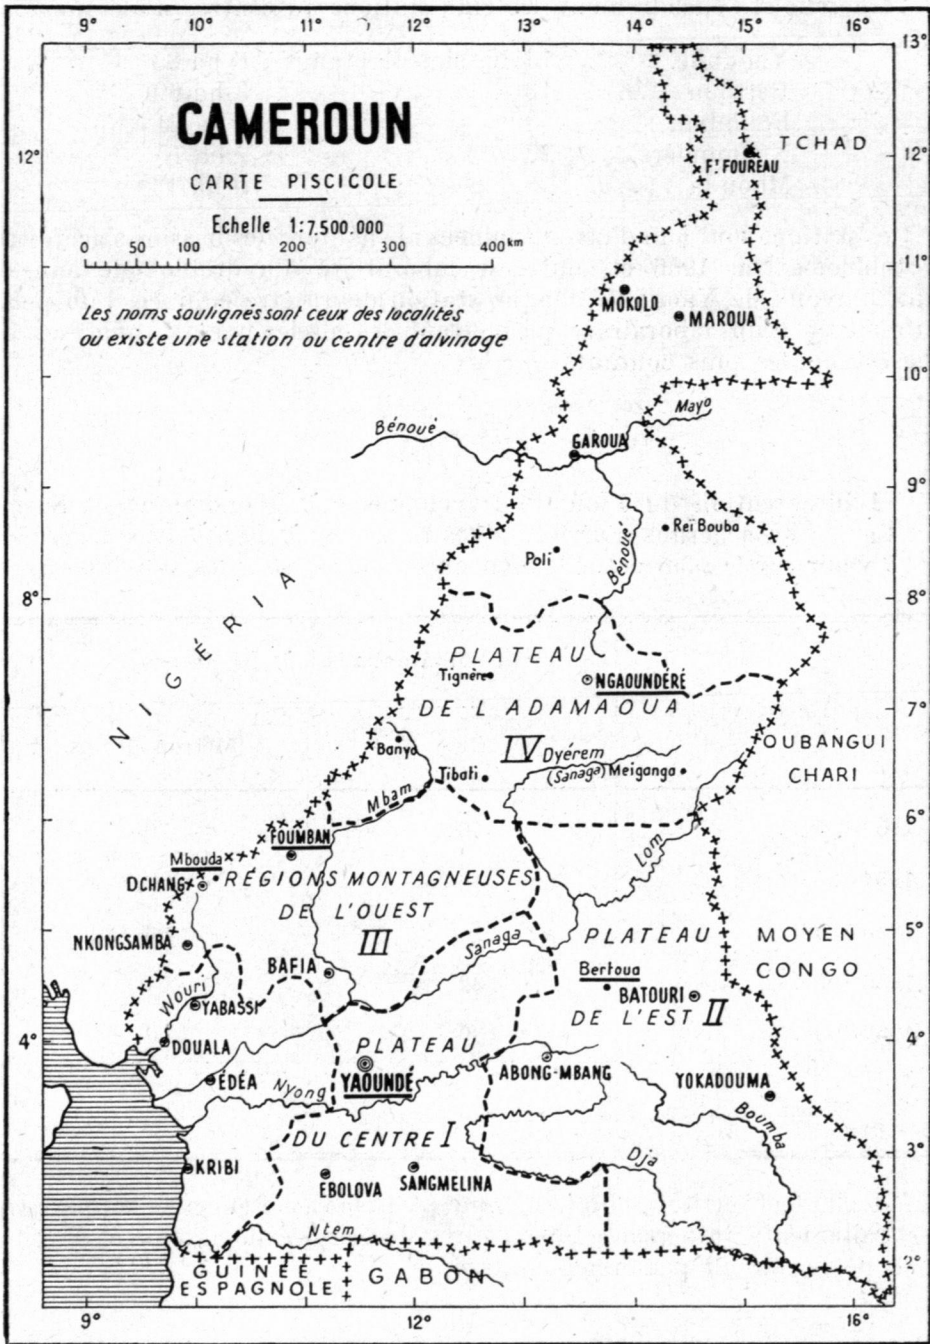 9° 10° 11° 12° 13° 14° 15° 16°
13°
CAMEROUN
CARTE PISCICOLE
Echelle 1:7.500.000
50 100 200 300 400 km
Les noms soulignés sont ceux des localités
ou existe une station ou centre d'alvinage
12° 12°
TCHAD
Fᵗ FOUREAU
11°
MOKOLO
MAROUA
10°
Mayo
Bénoué
GAROUA
9°
Reï Bouba
Poli
Bénoué
8° 8°
NIGÉRIA
PLATEAU
Tignère
NGAOUNDÉRÉ
DE L ADAMAOUA
7°
Banyo
IV
Dyérem
(Sanaga)
Meiganga
Tibati
OUBANGUI
CHARI
Mbam
6°
FOUMBAN
Lom
Mbouda
DCHANG
RÉGIONS MONTAGNEUSES
DE L'OUEST
III
5°
NKONGSAMBA
Sanaga
PLATEAU
MOYEN
CONGO
BAFIA
Bertoua
BATOURI
DE L'EST II
Wouri
YABASSI
4° 4°
DOUALA
PLATEAU
YAOUNDÉ
ABONG-MBANG
YOKADOUMA
ÉDÉA
Nyong
Boumba
DU CENTRE I
3°
KRIBI
EBOLOVA
SANGMELINA
Dja
Ntem
2°
GUINÉE
ESPAGNOLE
GABON
9° 12° 15° 16°